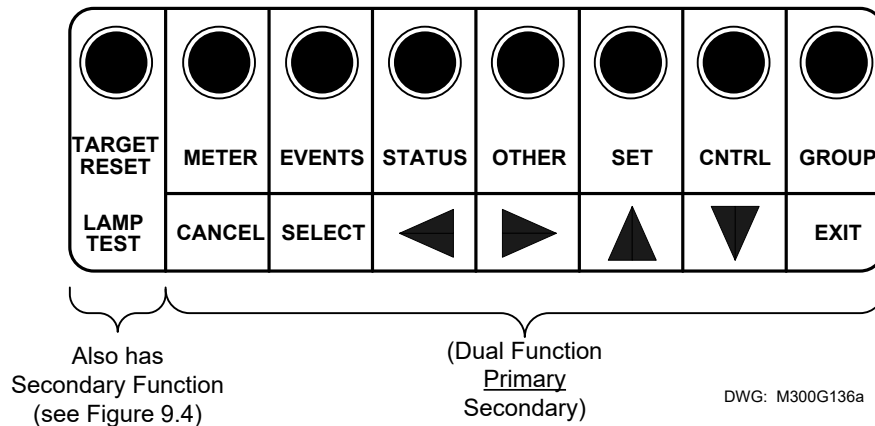 TARGET
RESET
METER
EVENTS
STATUS
OTHER
SET
CNTRL
GROUP
LAMP
TEST
CANCEL
SELECT
EXIT
Also has
Secondary Function
(see Figure 9.4)
(Dual Function
Primary
Secondary)
DWG: M300G136a